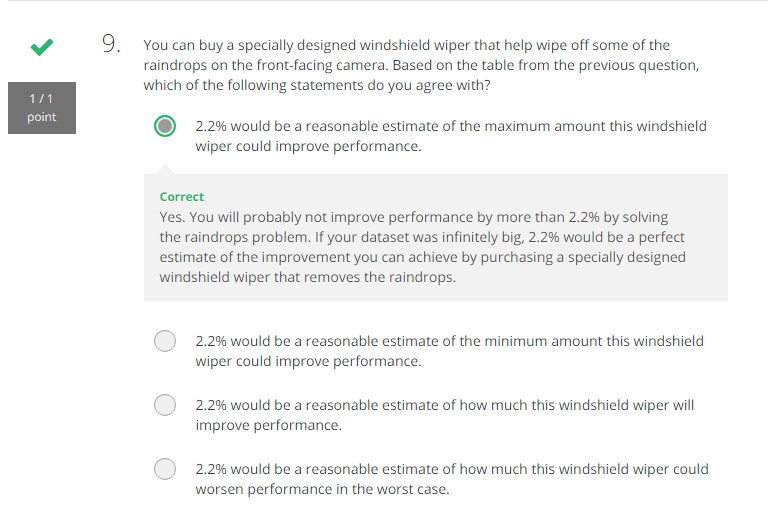 9.
You can buy a specially designed windshield wiper that help wipe off some of the
raindrops on the front-facing camera. Based on the table from the previous question,
which of the following statements do you agree with?
1 / 1
point
2.2% would be a reasonable estimate of the maximum amount this windshield
wiper could improve performance.
Correct
Yes. You will probably not improve performance by more than 2.2% by solving
the raindrops problem. If your dataset was infinitely big, 2.2% would be a perfect
estimate of the improvement you can achieve by purchasing a specially designed
windshield wiper that removes the raindrops.
2.2% would be a reasonable estimate of the minimum amount this windshield
wiper could improve performance.
2.2% would be a reasonable estimate of how much this windshield wiper will
improve performance.
2.2% would be a reasonable estimate of how much this windshield wiper could
worsen performance in the worst case.